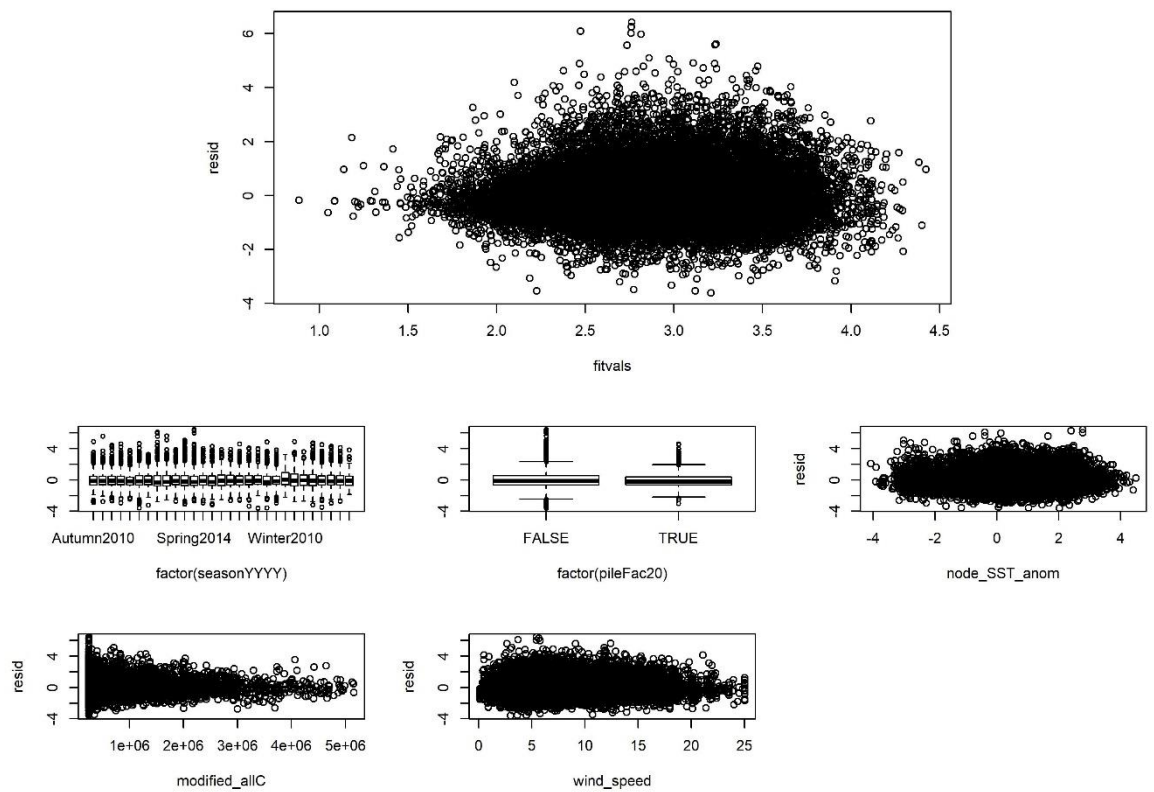 resid
6
4
2
0
-2
-4
1.0 1.5 2.0 2.5 3.0 3.5 4.0 4.5
fitvals
resid
4
0
-4
Autumn2010 Spring2014 Winter2010
factor(seasonYYYY)
resid
4
0
-4
FALSE TRUE
factor(pileFac20)
resid
4
0
-4
-4 -2 0 2 4
node_SST_anom
resid
4
0
-4
1e+06 2e+06 3e+06 4e+06 5e+06
modified_allC
resid
4
0
-4
0 5 10 15 20 25
wind_speed